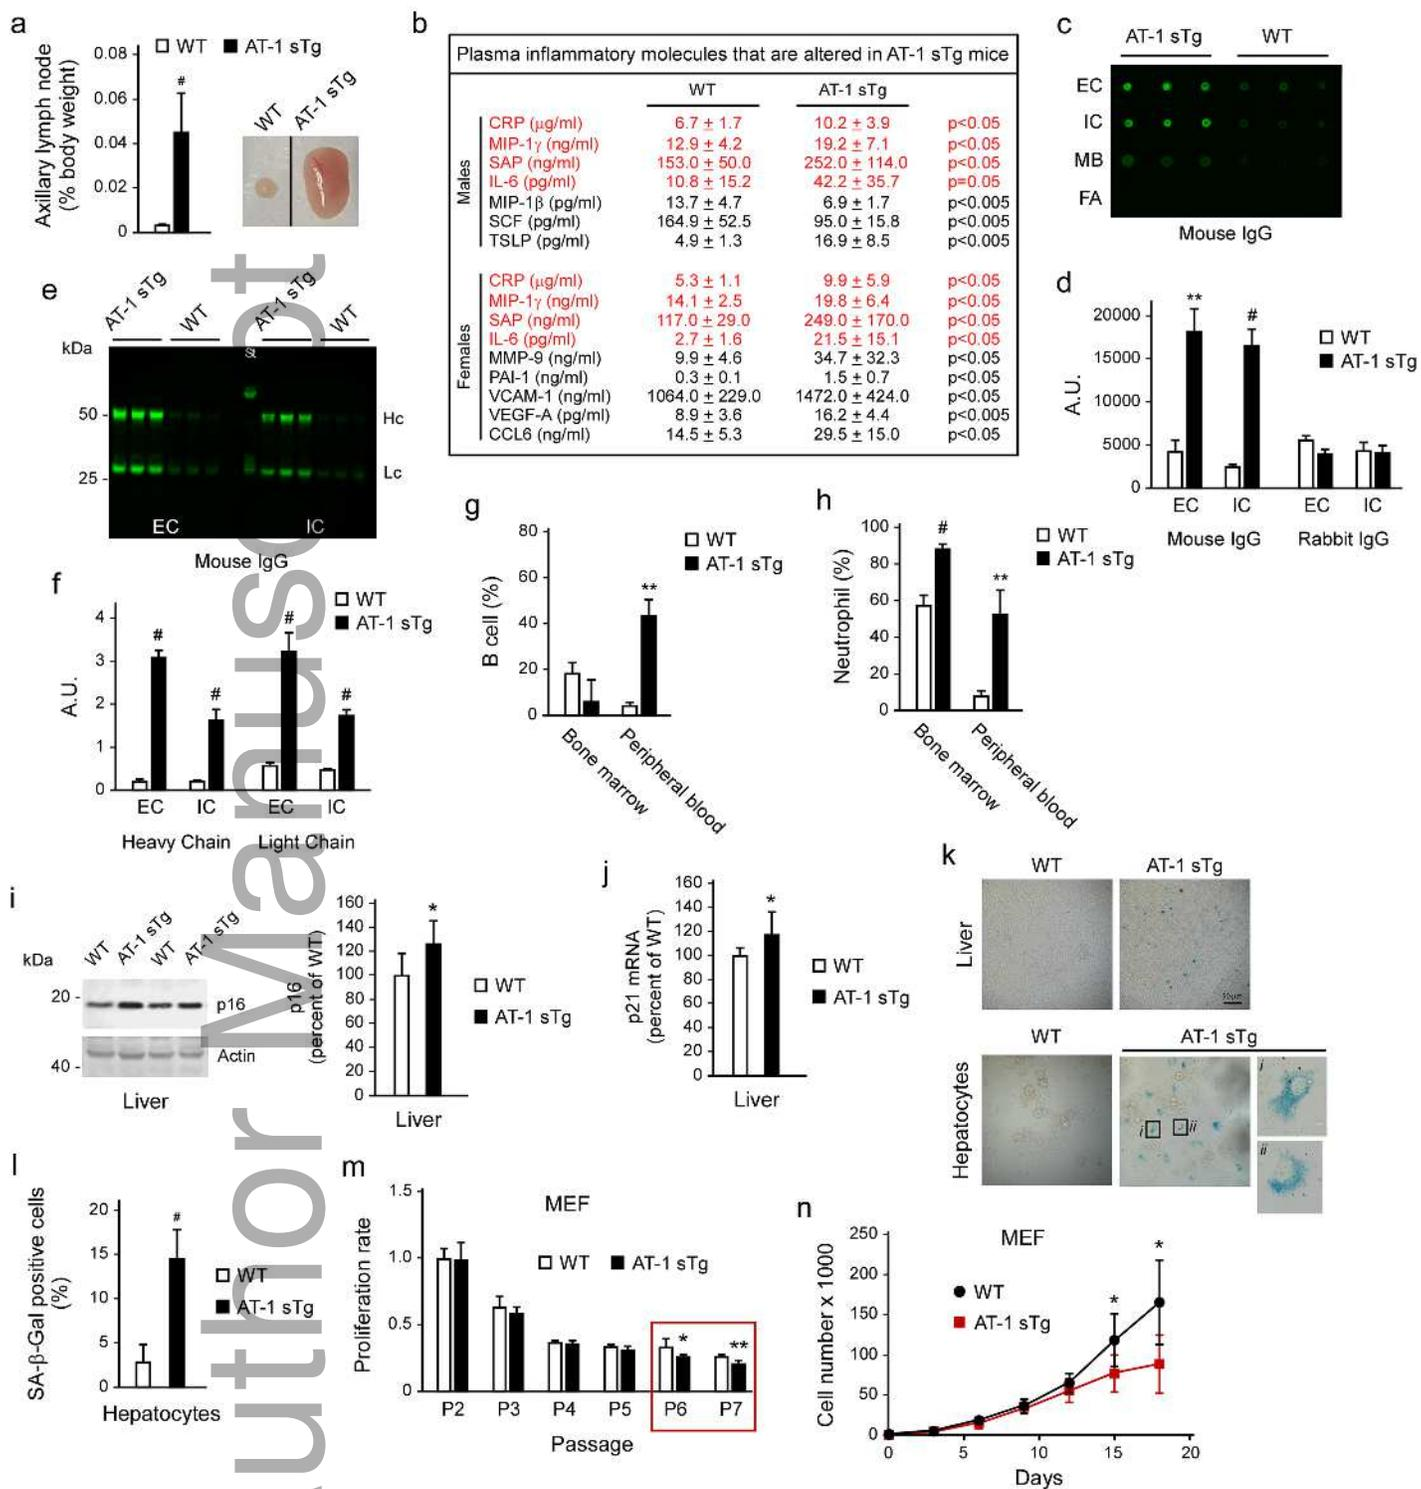 a
WT AT-1 sTg
Axillary lymph node
(% body weight)
0.08
0.06
0.04
0.02
0
#
WT
AT-1 sTg
b
Plasma inflammatory molecules that are altered in AT-1 sTg mice
WT AT-1 sTg
Males
CRP (µg/ml) 6.7 ± 1.7 10.2 ± 3.9 p<0.05
MIP-1γ (ng/ml) 12.9 ± 4.2 19.2 ± 7.1 p<0.05
SAP (ng/ml) 153.0 ± 50.0 252.0 ± 114.0 p<0.05
IL-6 (pg/ml) 10.8 ± 15.2 42.2 ± 35.7 p=0.05
MIP-1β (pg/ml) 13.7 ± 4.7 6.9 ± 1.7 p<0.005
SCF (pg/ml) 164.9 ± 52.5 95.0 ± 15.8 p<0.005
TSLP (pg/ml) 4.9 ± 1.3 16.9 ± 8.5 p<0.005
Females
CRP (µg/ml) 5.3 ± 1.1 9.9 ± 5.9 p<0.05
MIP-1γ (ng/ml) 14.1 ± 2.5 19.8 ± 6.4 p<0.05
SAP (ng/ml) 117.0 ± 29.0 249.0 ± 170.0 p<0.05
IL-6 (pg/ml) 2.7 ± 1.6 21.5 ± 15.1 p<0.05
MMP-9 (ng/ml) 9.9 ± 4.6 34.7 ± 32.3 p<0.05
PAI-1 (ng/ml) 0.3 ± 0.1 1.5 ± 0.7 p<0.05
VCAM-1 (ng/ml) 1064.0 ± 229.0 1472.0 ± 424.0 p<0.05
VEGF-A (pg/ml) 8.9 ± 3.6 16.2 ± 4.4 p<0.005
CCL6 (ng/ml) 14.5 ± 5.3 29.5 ± 15.0 p<0.05
c
AT-1 sTg WT
EC
IC
MB
FA
Mouse IgG
d
A.U.
20000
15000
10000
5000
0
** #
WT
AT-1 sTg
EC IC EC IC
Mouse IgG Rabbit IgG
e
AT-1 sTg WT AT-1 sTg WT
kDa
St
50 - Hc
25 - Lc
EC IC
Mouse IgG
f
A.U.
4
3
2
1
0
# # # #
WT
AT-1 sTg
EC IC EC IC
Heavy Chain Light Chain
g
B cell (%)
80
60
40
20
0
**
WT
AT-1 sTg
Bone marrow
Peripheral blood
h
Neutrophil (%)
100
80
60
40
20
0
# **
WT
AT-1 sTg
Bone marrow
Peripheral blood
i
WT AT-1 sTg WT AT-1 sTg
kDa
20 - p16
40 - Actin
Liver
p16
(percent of WT)
160
140
120
100
80
60
40
20
0
*
WT
AT-1 sTg
Liver
j
p21 mRNA
(percent of WT)
160
140
120
100
80
60
40
20
0
*
WT
AT-1 sTg
Liver
k
WT AT-1 sTg
Liver
WT AT-1 sTg
Hepatocytes
i ii
i
ii
l
SA-β-Gal positive cells
(%)
20
15
10
5
0
#
WT
AT-1 sTg
Hepatocytes
m
MEF
Proliferation rate
1.5
1.0
0.5
0
WT AT-1 sTg
* **
P2 P3 P4 P5 P6 P7
Passage
n
MEF
Cell number x 1000
250
200
150
100
50
0
WT
AT-1 sTg
* *
0 5 10 15 20
Days
Author Manuscript